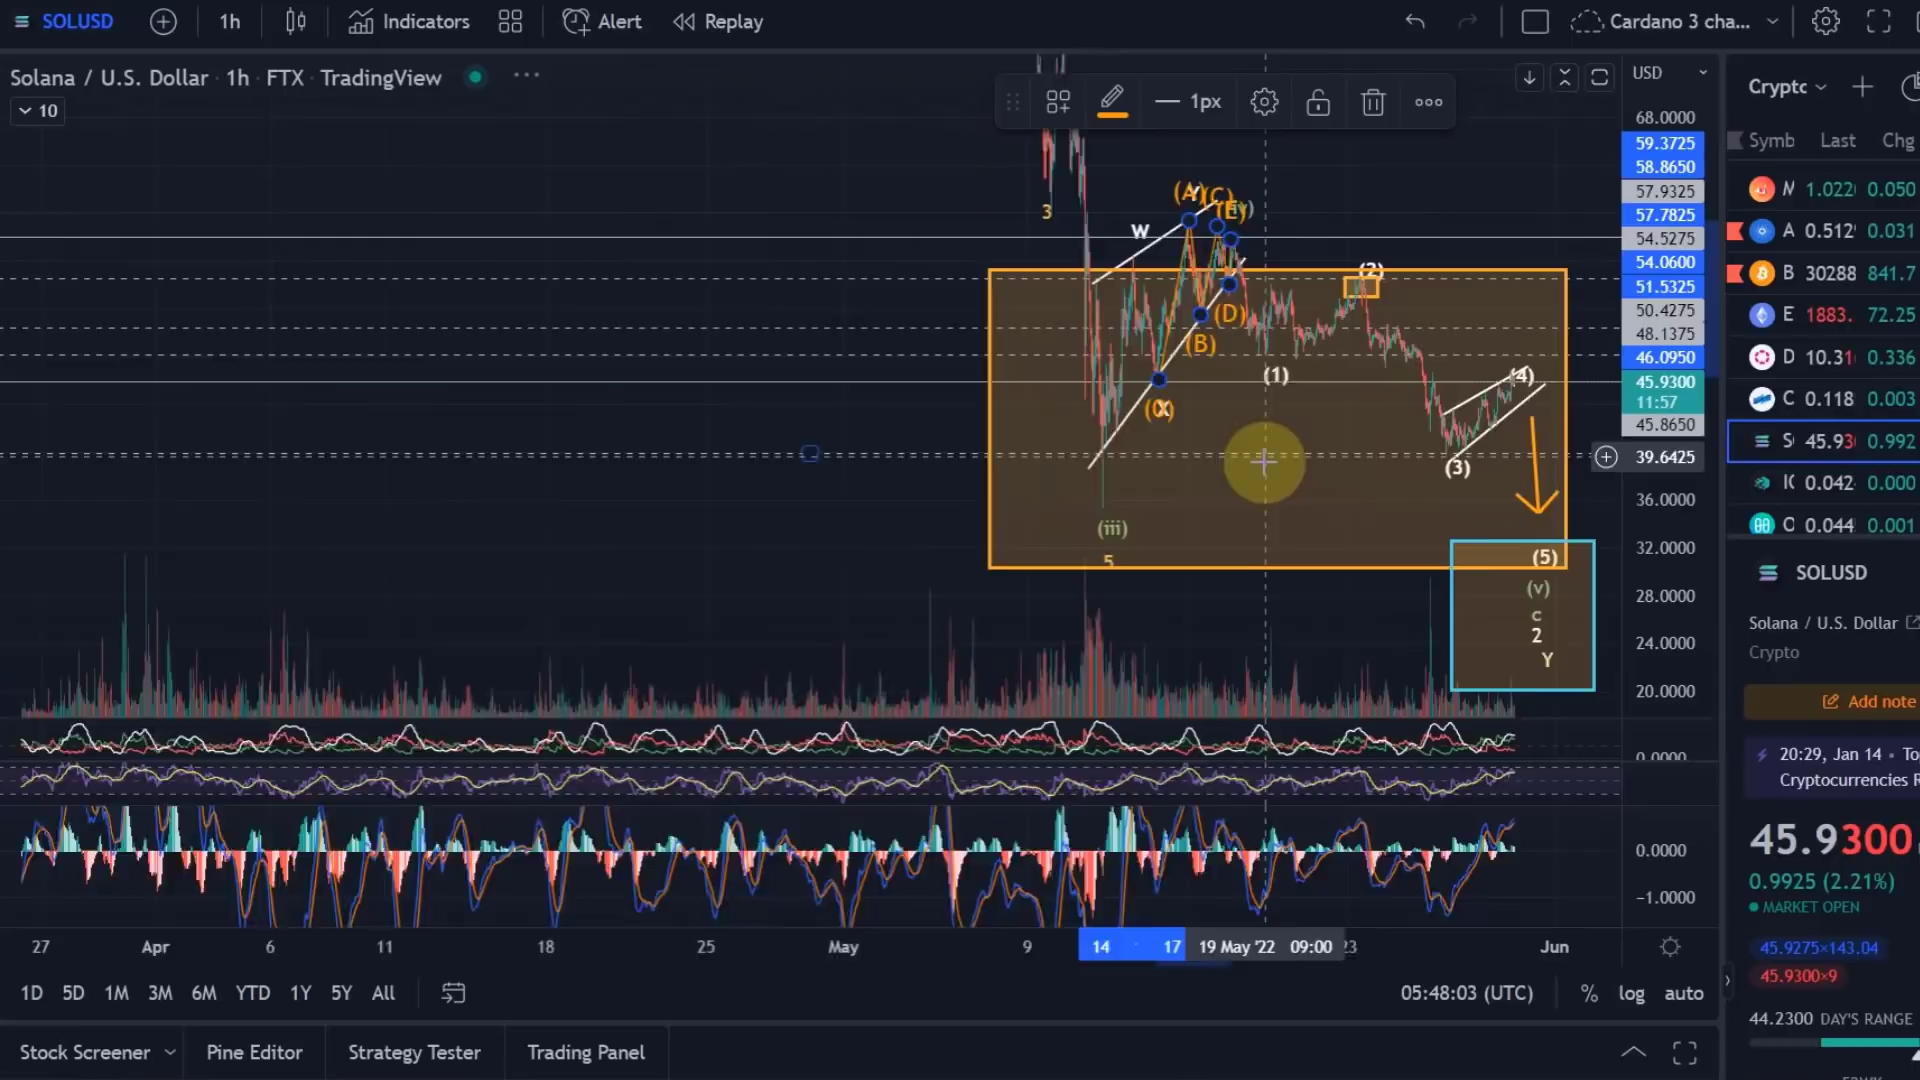 SOLUSD 1h Indicators Alert Replay Cardano 3 cha...
Solana / U.S. Dollar · 1h · FTX · TradingView
10
1px
USD
68.0000
59.3725
58.8650
57.9325
57.7825
54.5275
54.0600
51.5325
50.4275
48.1375
46.0950
45.9300
11:57
45.8650
39.6425
36.0000
32.0000
28.0000
24.0000
20.0000
0.0000
0.0000
−1.0000
3
W
(A)
(C)
(E)
(D)
(B)
X
(1)
(2)
(4)
(3)
(iii)
5
(5)
(v)
c
2
Y
27 Apr 6 11 18 25 May 9 14 17 19 May '22 09:00 23 Jun
1D 5D 1M 3M 6M YTD 1Y 5Y All
05:48:03 (UTC) % log auto
Stock Screener Pine Editor Strategy Tester Trading Panel
Symb Last Chg
A 0.512 0.031
B 30288 841.7
E 1883. 72.25
D 10.31 0.336
C 0.118 0.003
45.93 0.992
0.042 0.000
O 0.044 0.001
SOLUSD
Solana / U.S. Dollar
Crypto
Add note
20:29, Jan 14 •
Cryptocurrencies
45.9300
0.9925 (2.21%)
MARKET OPEN
45.9275×143.04
45.9300×9
44.2300 DAY'S RANGE